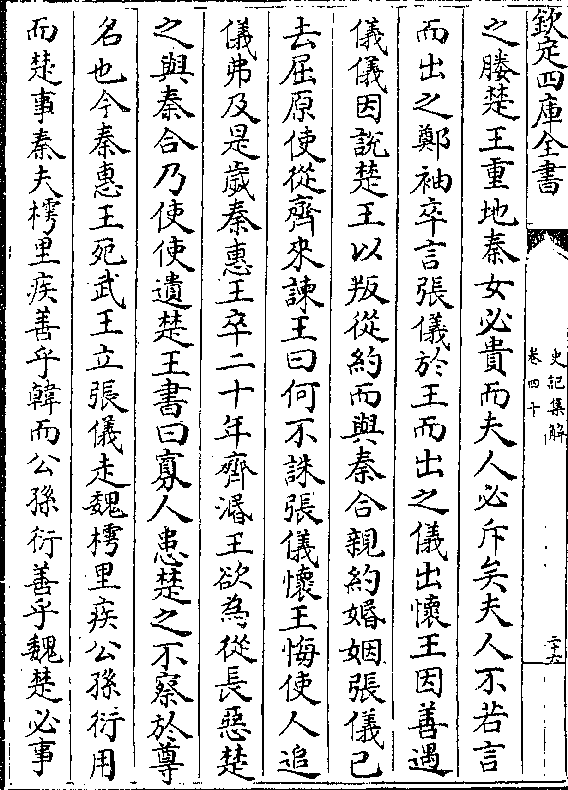 欽定四庫全書
史記集解
卷四十
二十六
之媵楚王重地秦女必貴而夫人必斥矣夫人不若言
而出之鄭袖卒言張儀於王而出之儀出懷王因善遇
儀儀因說楚王以叛從約而與秦合親約婚姻張儀已
去屈原使從齊來諫王曰何不誅張儀懷王悔使人追
儀弗及是歲秦惠王卒二十年齊湣王欲為從長惡楚
之與秦合乃使使遺楚王書曰寡人患楚之不察於尊
名也今秦惠王死武王立張儀走魏樗里疾公孫衍用
而楚事秦夫樗里疾善乎韓而公孫衍善乎魏楚必事